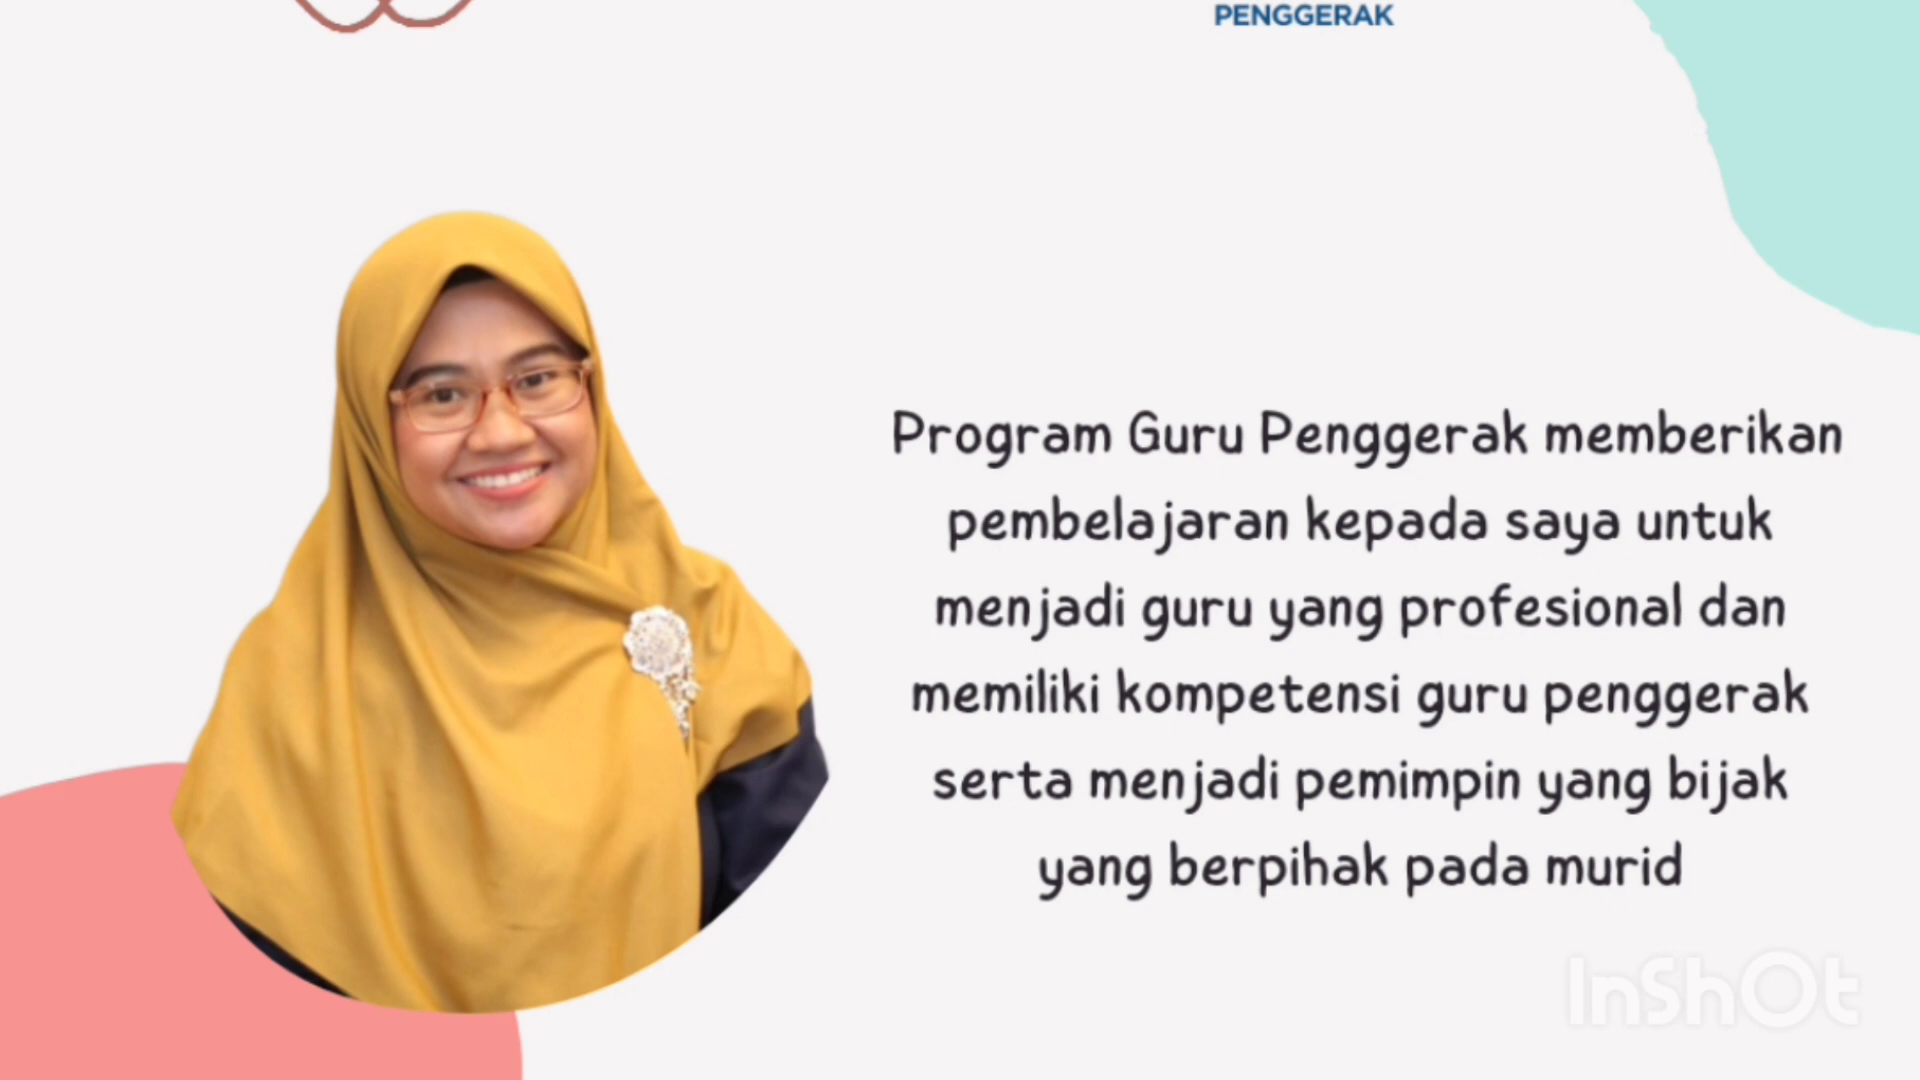 PENGGERAK
Program Guru Penggerak memberikan
pembelajaran kepada saya untuk
menjadi guru yang profesional dan
memiliki kompetensi guru penggerak
serta menjadi pemimpin yang bijak
yang berpihak pada murid
InShOt